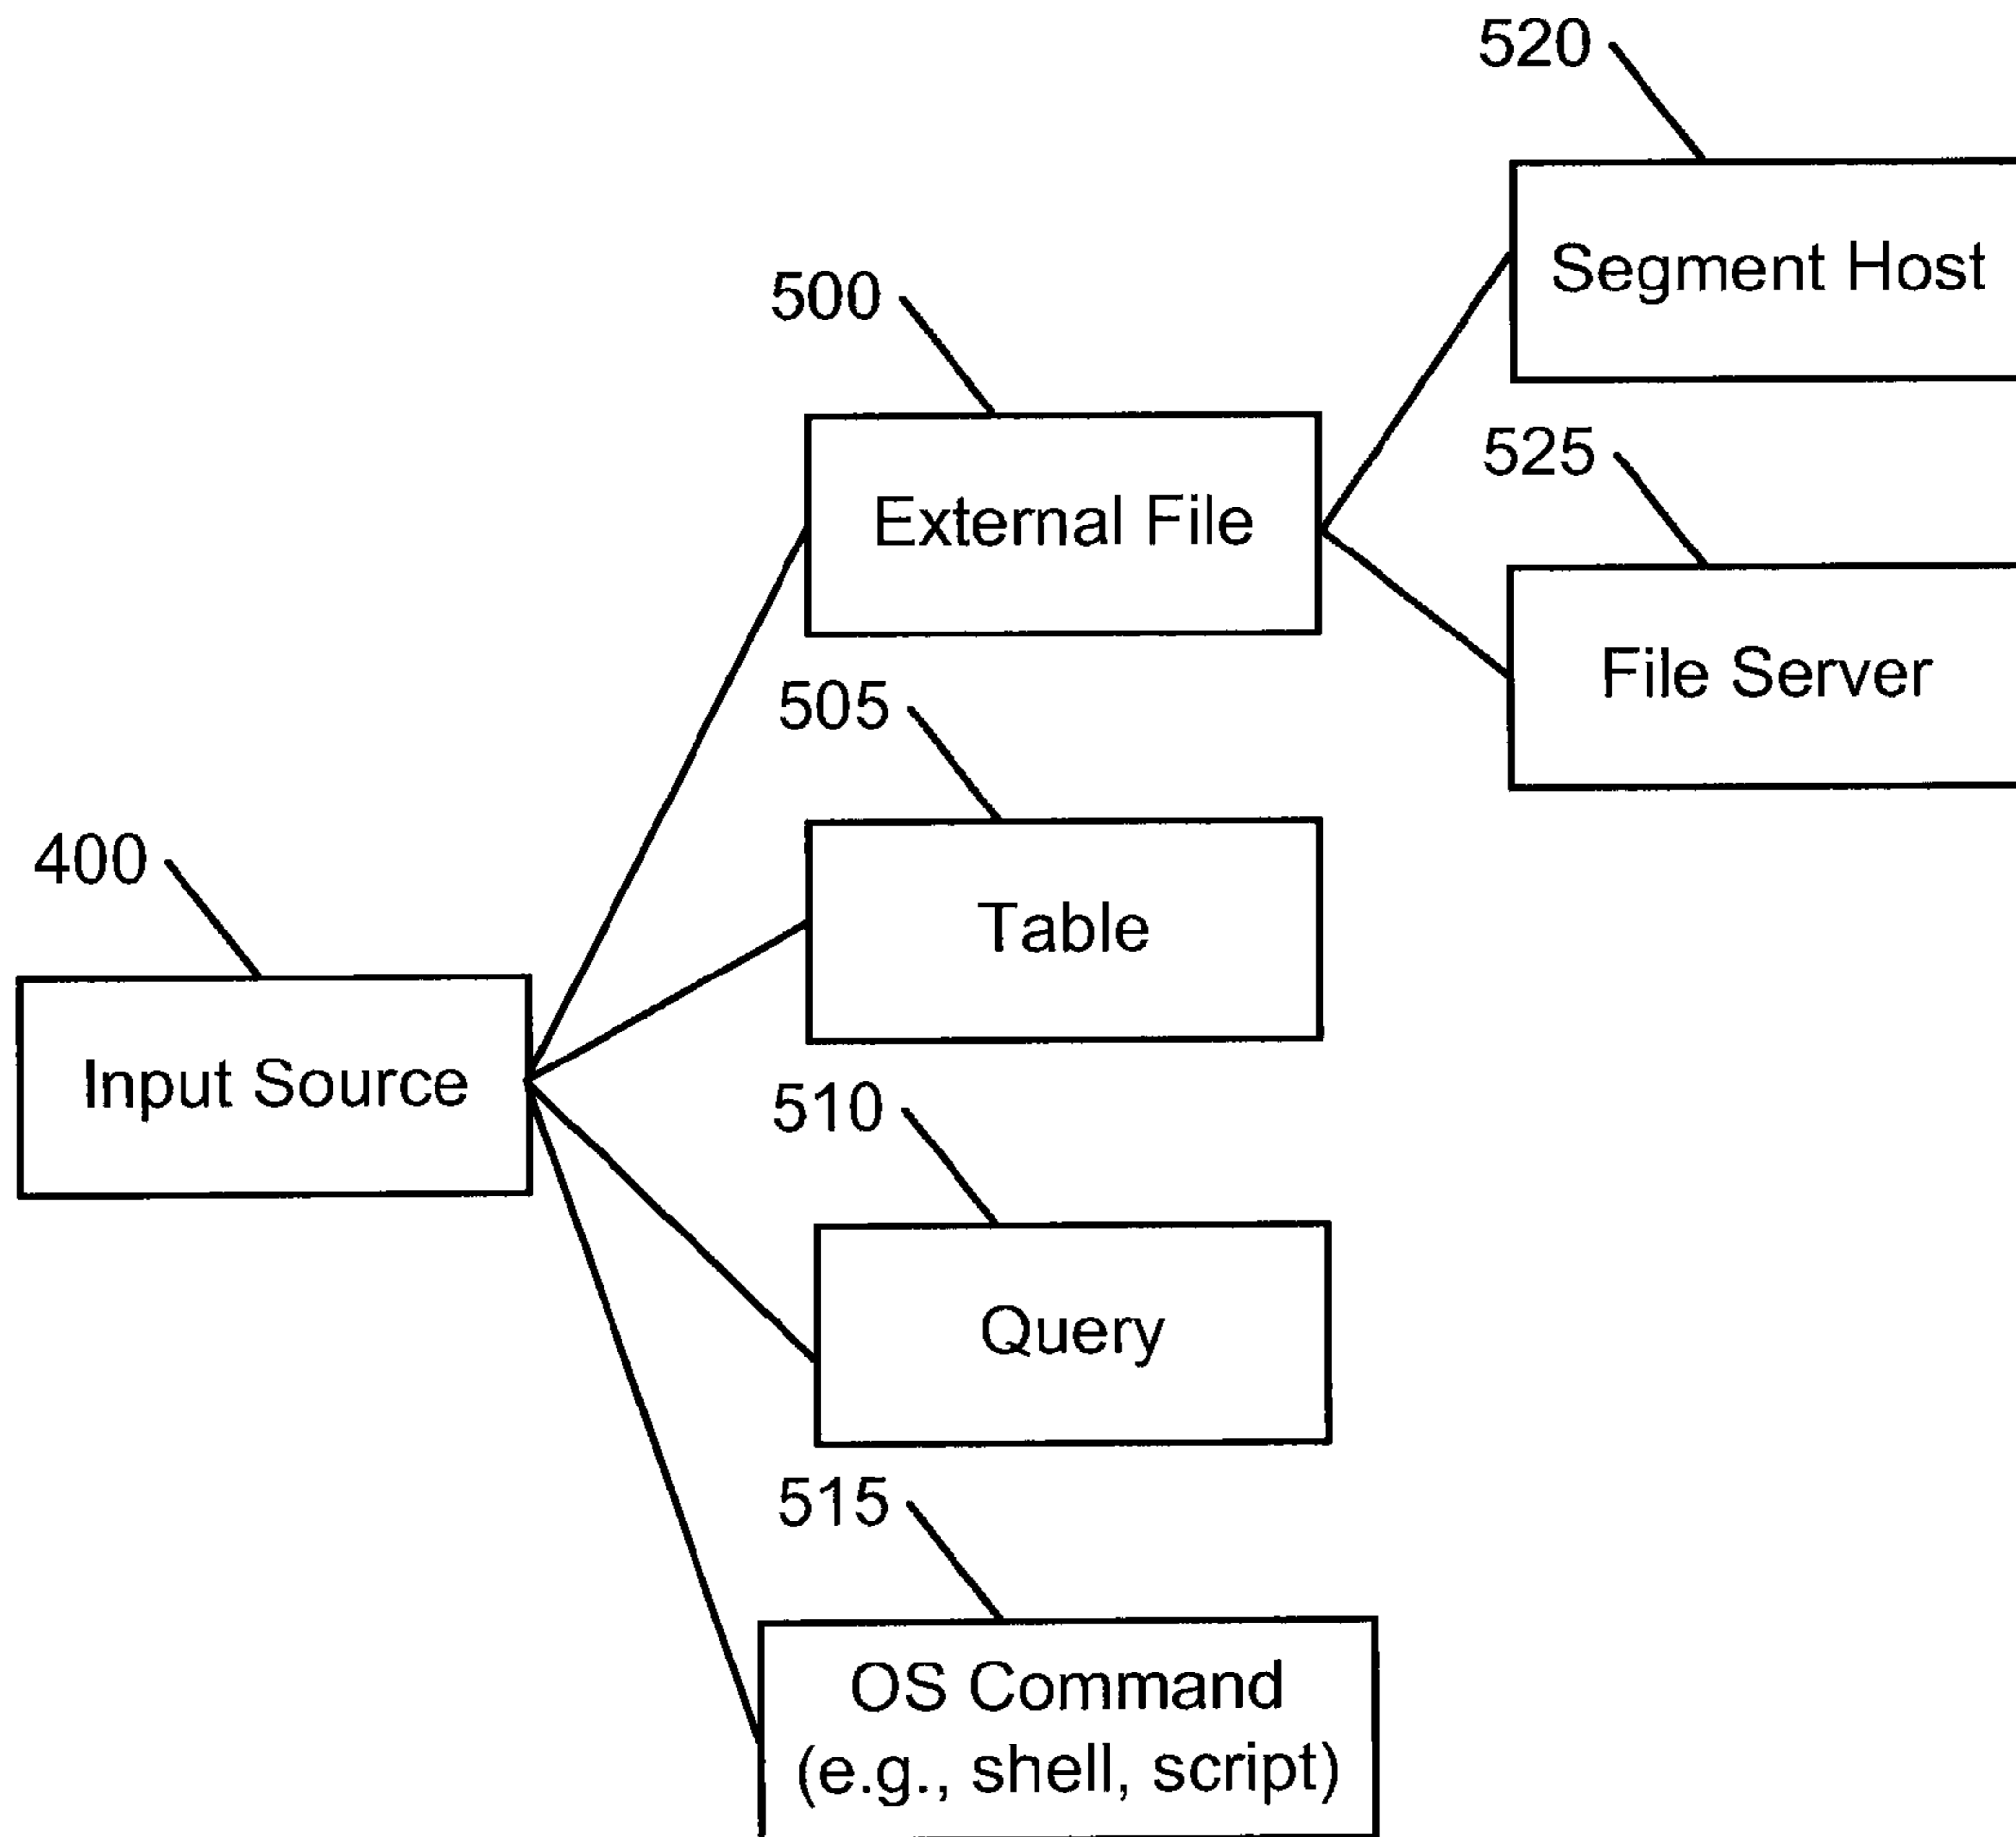 520
Segment Host
500
External File
525
File Server
505
Table
400
Input Source
510
Query
515
OS Command
(e.g., shell, script)